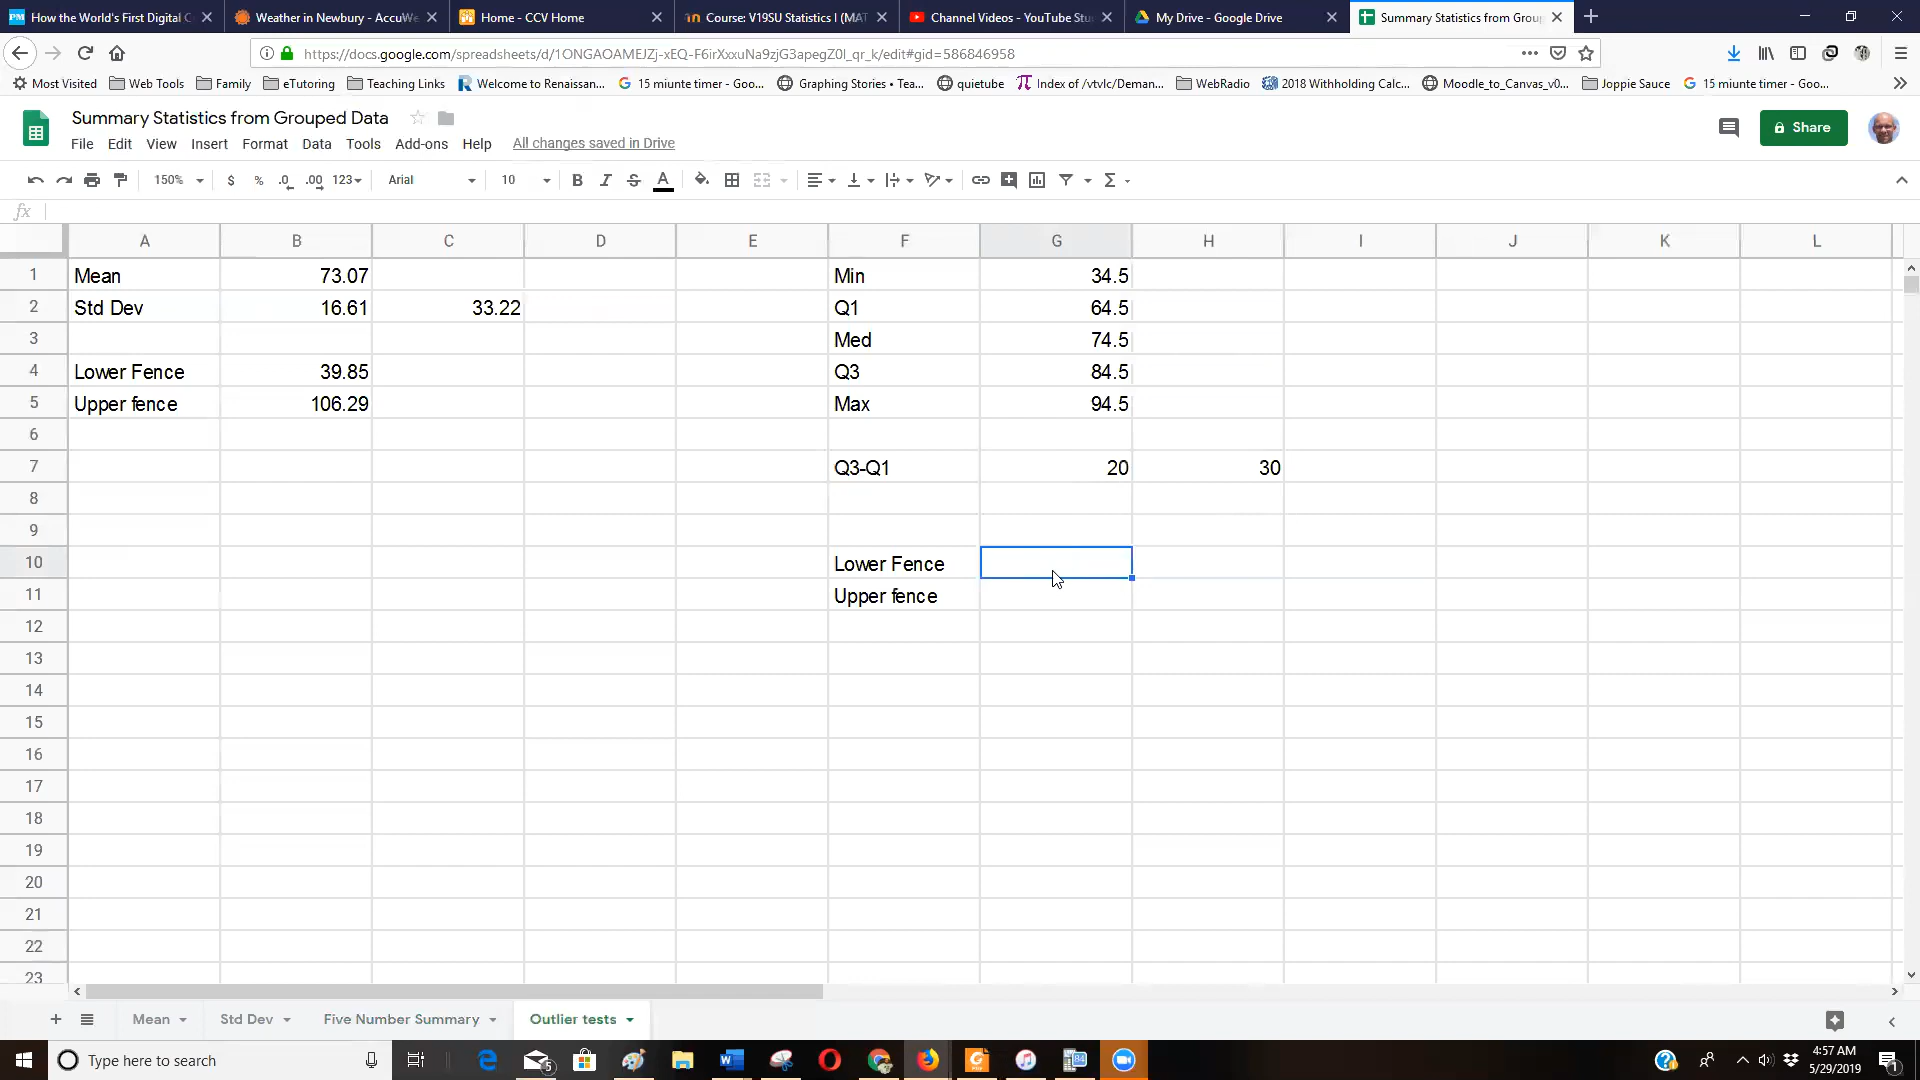 How the World's First Digital C
Weather in Newbury - AccuWe
Home - CCV Home
Course: V19SU Statistics I (MAT
Channel Videos - YouTube Stu
My Drive - Google Drive
Summary Statistics from Group
https://docs.google.com/spreadsheets/d/1ONGAOAMEJZj-xEQ-F6irXxxuNa9zjG3apegZ0l_qr_k/edit#gid=586846958
Most Visited Web Tools Family eTutoring Teaching Links Welcome to Renaissan... 15 miunte timer - Goo... Graphing Stories • Tea... quietube Index of /vtvlc/Deman... WebRadio 2018 Withholding Calc... Moodle_to_Canvas_v0... Joppie Sauce 15 miunte timer - Goo...
Summary Statistics from Grouped Data
Share
File Edit View Insert Format Data Tools Add-ons Help All changes saved in Drive
150% $ % .0 .00 123 Arial 10 B I S A Σ
fx
A B C D E F G H I J K L
1 Mean 73.07 Min 34.5
2 Std Dev 16.61 33.22 Q1 64.5
3 Med 74.5
4 Lower Fence 39.85 Q3 84.5
5 Upper fence 106.29 Max 94.5
6
7 Q3-Q1 20 30
8
9
10 Lower Fence
11 Upper fence
12
13
14
15
16
17
18
19
20
21
22
23
Mean Std Dev Five Number Summary Outlier tests
Type here to search
4:57 AM
5/29/2019